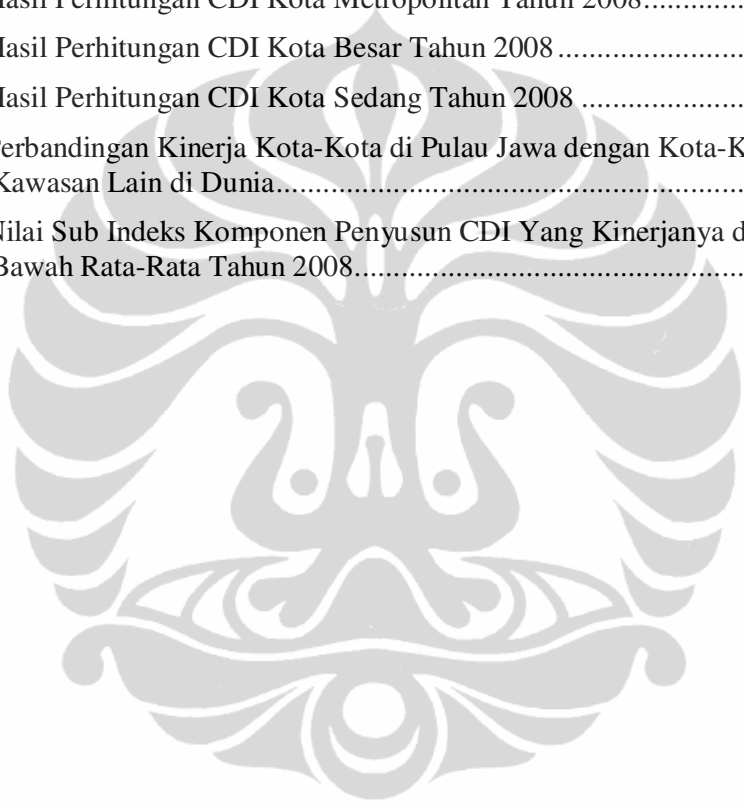 Hasil Perhitungan CDI Kota Metropolitan Tahun 2008....................
Hasil Perhitungan CDI Kota Besar Tahun 2008 ....................
Hasil Perhitungan CDI Kota Sedang Tahun 2008 ....................
Perbandingan Kinerja Kota-Kota di Pulau Jawa dengan Kota-K
Kawasan Lain di Dunia....................
Nilai Sub Indeks Komponen Penyusun CDI Yang Kinerjanya d
Bawah Rata-Rata Tahun 2008....................